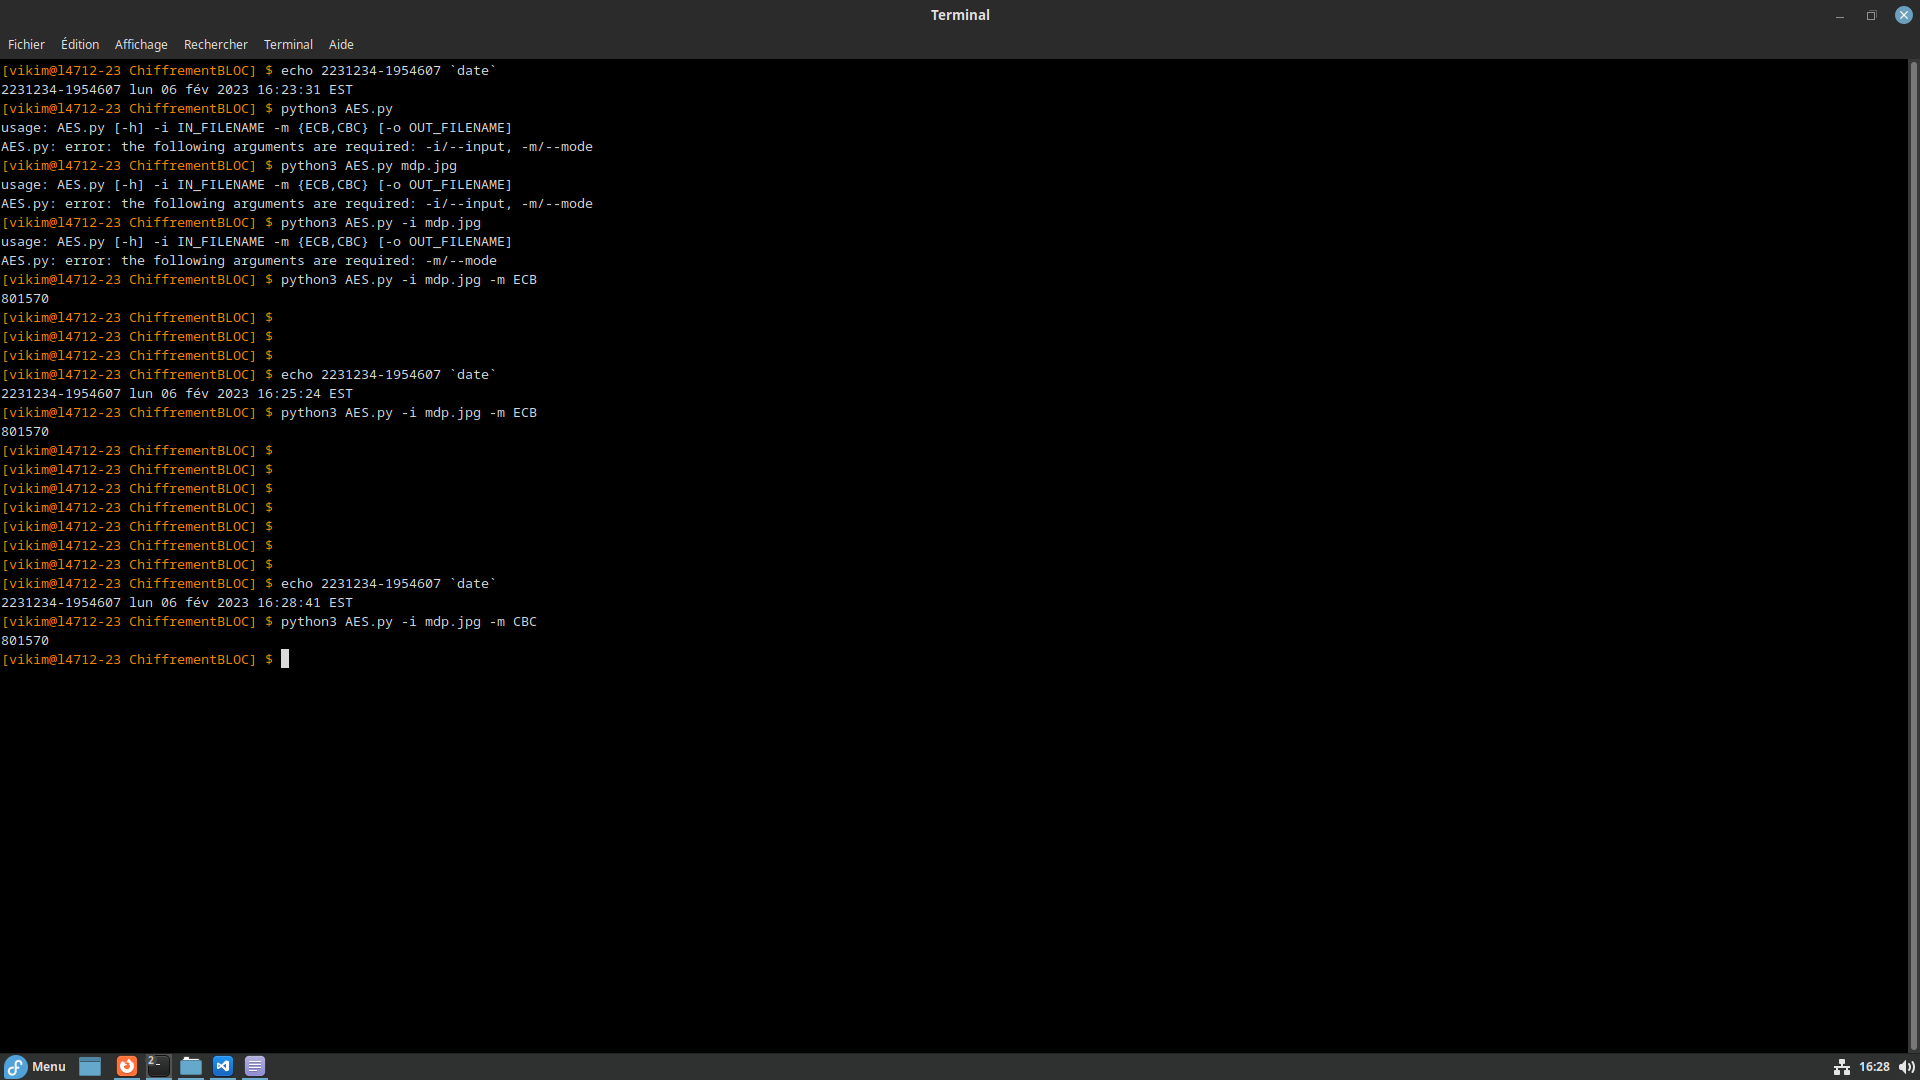 Terminal
Fichier Édition Affichage Rechercher Terminal Aide
[vikim@l4712-23 ChiffrementBLOC] $ echo 2231234-1954607 `date`
2231234-1954607 lun 06 fév 2023 16:23:31 EST
[vikim@l4712-23 ChiffrementBLOC] $ python3 AES.py
usage: AES.py [-h] -i IN_FILENAME -m {ECB,CBC} [-o OUT_FILENAME]
AES.py: error: the following arguments are required: -i/--input, -m/--mode
[vikim@l4712-23 ChiffrementBLOC] $ python3 AES.py mdp.jpg
usage: AES.py [-h] -i IN_FILENAME -m {ECB,CBC} [-o OUT_FILENAME]
AES.py: error: the following arguments are required: -i/--input, -m/--mode
[vikim@l4712-23 ChiffrementBLOC] $ python3 AES.py -i mdp.jpg
usage: AES.py [-h] -i IN_FILENAME -m {ECB,CBC} [-o OUT_FILENAME]
AES.py: error: the following arguments are required: -m/--mode
[vikim@l4712-23 ChiffrementBLOC] $ python3 AES.py -i mdp.jpg -m ECB
801570
[vikim@l4712-23 ChiffrementBLOC] $
[vikim@l4712-23 ChiffrementBLOC] $
[vikim@l4712-23 ChiffrementBLOC] $
[vikim@l4712-23 ChiffrementBLOC] $ echo 2231234-1954607 `date`
2231234-1954607 lun 06 fév 2023 16:25:24 EST
[vikim@l4712-23 ChiffrementBLOC] $ python3 AES.py -i mdp.jpg -m ECB
801570
[vikim@l4712-23 ChiffrementBLOC] $
[vikim@l4712-23 ChiffrementBLOC] $
[vikim@l4712-23 ChiffrementBLOC] $
[vikim@l4712-23 ChiffrementBLOC] $
[vikim@l4712-23 ChiffrementBLOC] $
[vikim@l4712-23 ChiffrementBLOC] $
[vikim@l4712-23 ChiffrementBLOC] $
[vikim@l4712-23 ChiffrementBLOC] $ echo 2231234-1954607 `date`
2231234-1954607 lun 06 fév 2023 16:28:41 EST
[vikim@l4712-23 ChiffrementBLOC] $ python3 AES.py -i mdp.jpg -m CBC
801570
[vikim@l4712-23 ChiffrementBLOC] $
Menu 2 16:28